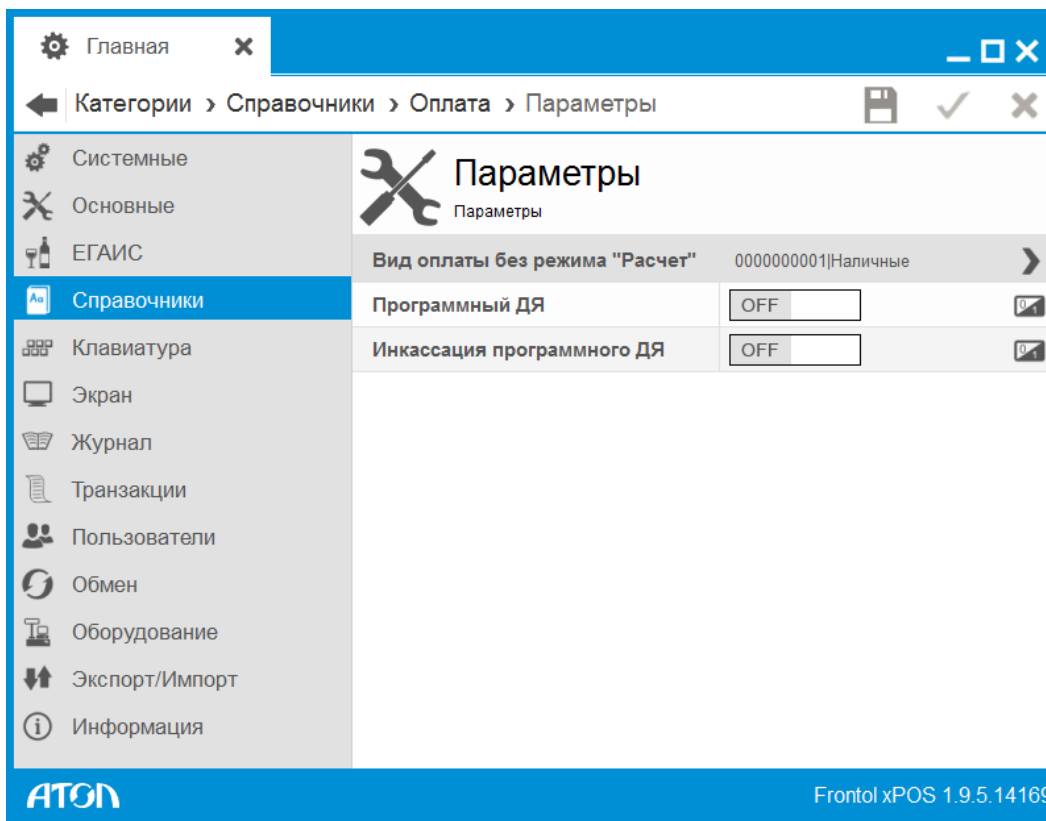 Главная
Категории › Справочники › Оплата › Параметры
Системные
Основные
ЕГАИС
Справочники
Клавиатура
Экран
Журнал
Транзакции
Пользователи
Обмен
Оборудование
Экспорт/Импорт
Информация
Параметры
Параметры
Вид оплаты без режима "Расчет" 0000000001|Наличные
Программный ДЯ OFF
Инкассация программного ДЯ OFF
АТОЛ
Frontol xPOS 1.9.5.14169